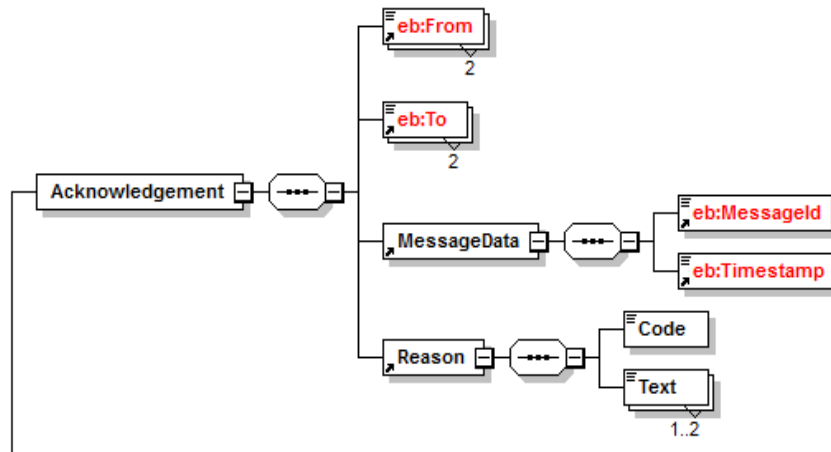 eb:From
2
eb:To
2
Acknowledgement
MessageData
eb:MessageId
eb:Timestamp
Reason
Code
Text
1..2